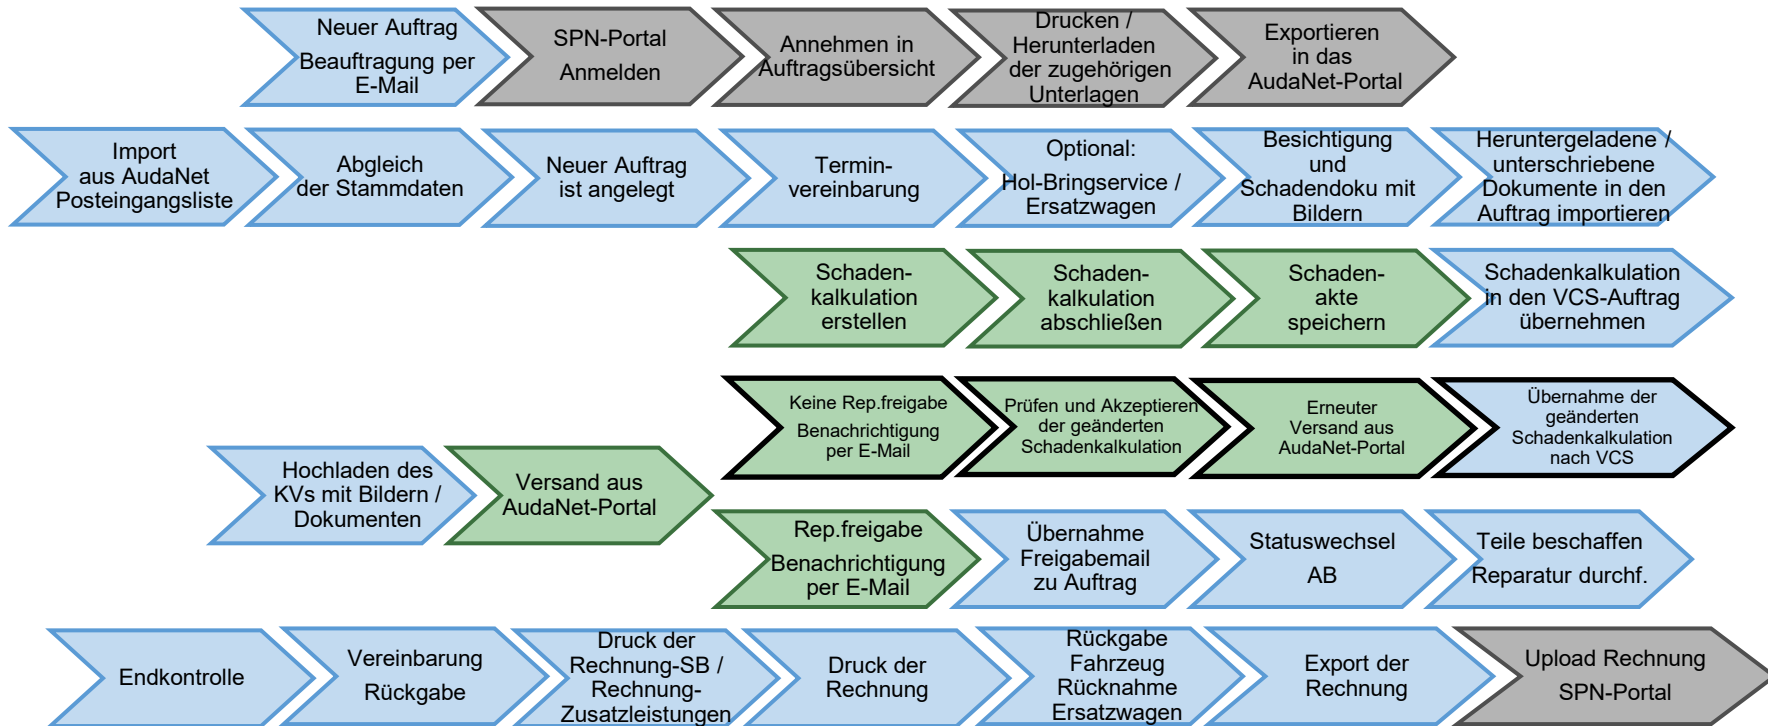 Neuer Auftrag
Beauftragung per
E-Mail
SPN-Portal
Anmelden
Annehmen in
Auftragsübersicht
Drucken /
Herunterladen
der zugehörigen
Unterlagen
Exportieren
in das
AudaNet-Portal
Import
aus AudaNet
Posteingangsliste
Abgleich
der Stammdaten
Neuer Auftrag
ist angelegt
Termin-
vereinbarung
Optional:
Hol-Bringservice /
Ersatzwagen
Besichtigung
und
Schadendoku mit
Bildern
Heruntergeladene /
unterschriebene
Dokumente in den
Auftrag importieren
Schaden-
kalkulation
erstellen
Schaden-
kalkulation
abschließen
Schaden-
akte
speichern
Schadenkalkulation
in den VCS-Auftrag
übernehmen
Keine Rep.freigabe
Benachrichtigung
per E-Mail
Prüfen und Akzeptieren
der geänderten
Schadenkalkulation
Erneuter
Versand aus
AudaNet-Portal
Übernahme der
geänderten
Schadenkalkulation
nach VCS
Hochladen des
KVs mit Bildern /
Dokumenten
Versand aus
AudaNet-Portal
Rep.freigabe
Benachrichtigung
per E-Mail
Übernahme
Freigabemail
zu Auftrag
Statuswechsel
AB
Teile beschaffen
Reparatur durchf.
Endkontrolle
Vereinbarung
Rückgabe
Druck der
Rechnung-SB /
Rechnung-
Zusatzleistungen
Druck der
Rechnung
Rückgabe
Fahrzeug
Rücknahme
Ersatzwagen
Export der
Rechnung
Upload Rechnung
SPN-Portal